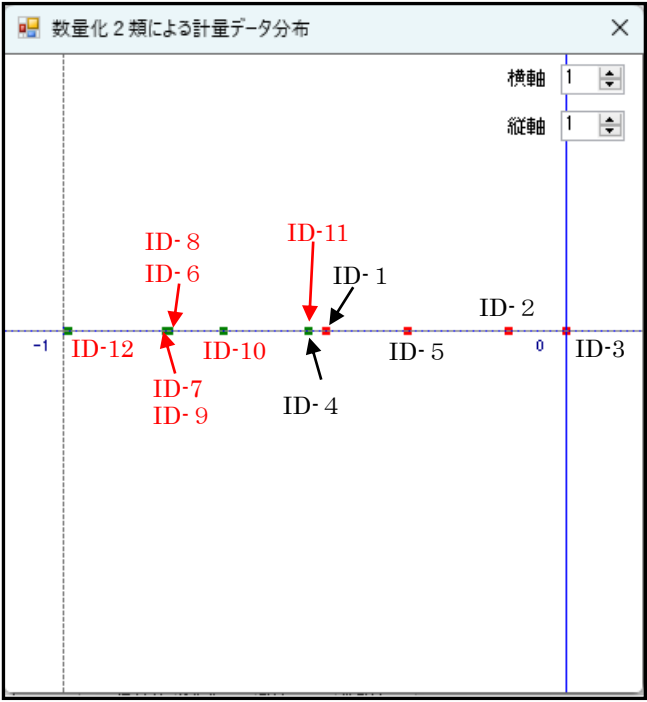 数量化２類による計量データ分布
横軸 1
縦軸 1
ID-８
ID-６
ID-11
ID-１
ID-２
-1
ID-12
ID-10
ID-５
0
ID-3
ID-7
ID-９
ID-４